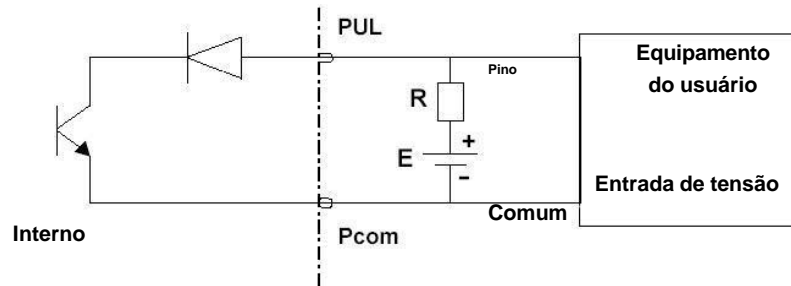 PUL
Equipamento
do usuário
Pino
R
+
E
-
Entrada de tensão
Comum
Interno
Pcom